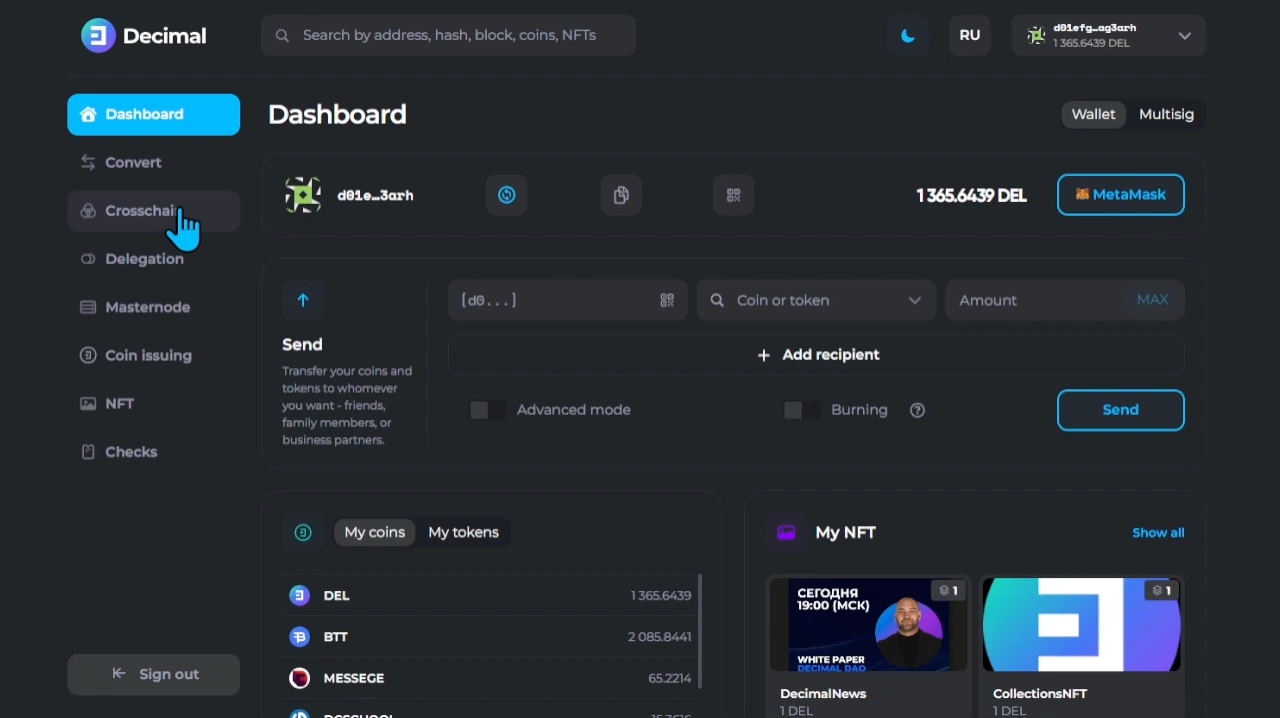 Decimal
Search by address, hash, block, coins, NFTs
RU
d01efg_ag3arh
1 365.6439 DEL
Dashboard
Convert
Crosschain
Delegation
Masternode
Coin issuing
NFT
Checks
Sign out
Dashboard
Wallet
Multisig
d01e…3arh
1 365.6439 DEL
MetaMask
Send
Transfer your coins and
tokens to whomever
you want - friends,
family members, or
business partners.
[d0...]
Coin or token
Amount
MAX
+ Add recipient
Advanced mode
Burning
?
Send
My coins
My tokens
DEL
1 365.6439
BTT
2 085.8441
MESSEGE
65.2214
My NFT
Show all
СЕГОДНЯ
19:00 (МСК)
WHITE PAPER
DECIMAL DAO
1
DecimalNews
1 DEL
1
CollectionsNFT
1 DEL